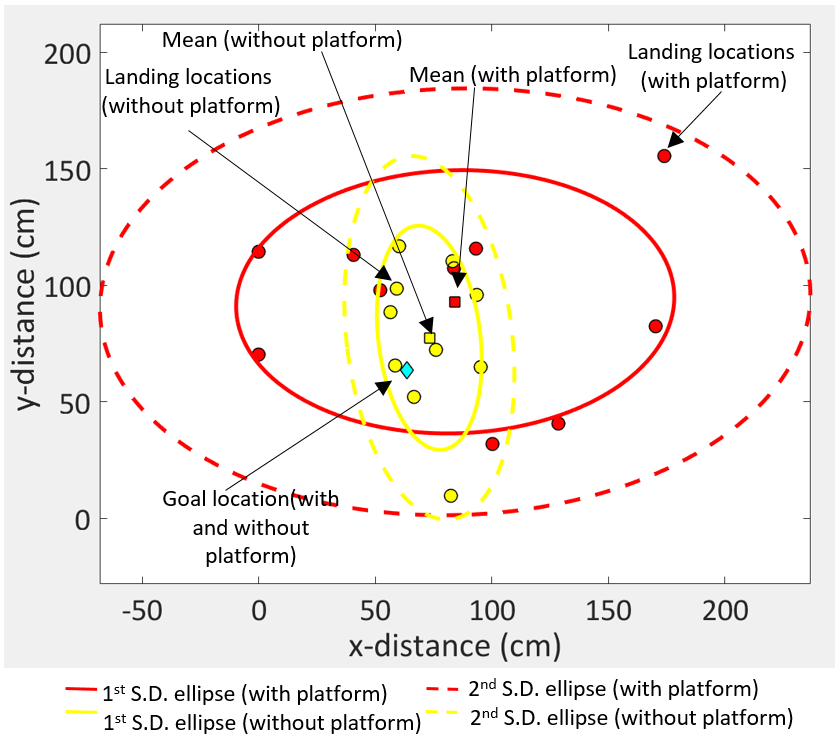 Mean (without platform)
Landing locations
(without platform)
Mean (with platform)
Landing locations
(with platform)
200
150
100
50
0
y-distance (cm)
Goal location(with
and without
platform)
-50 0 50 100 150 200
x-distance (cm)
1st S.D. ellipse (with platform)
2nd S.D. ellipse (with platform)
1st S.D. ellipse (without platform)
2nd S.D. ellipse (without platform)